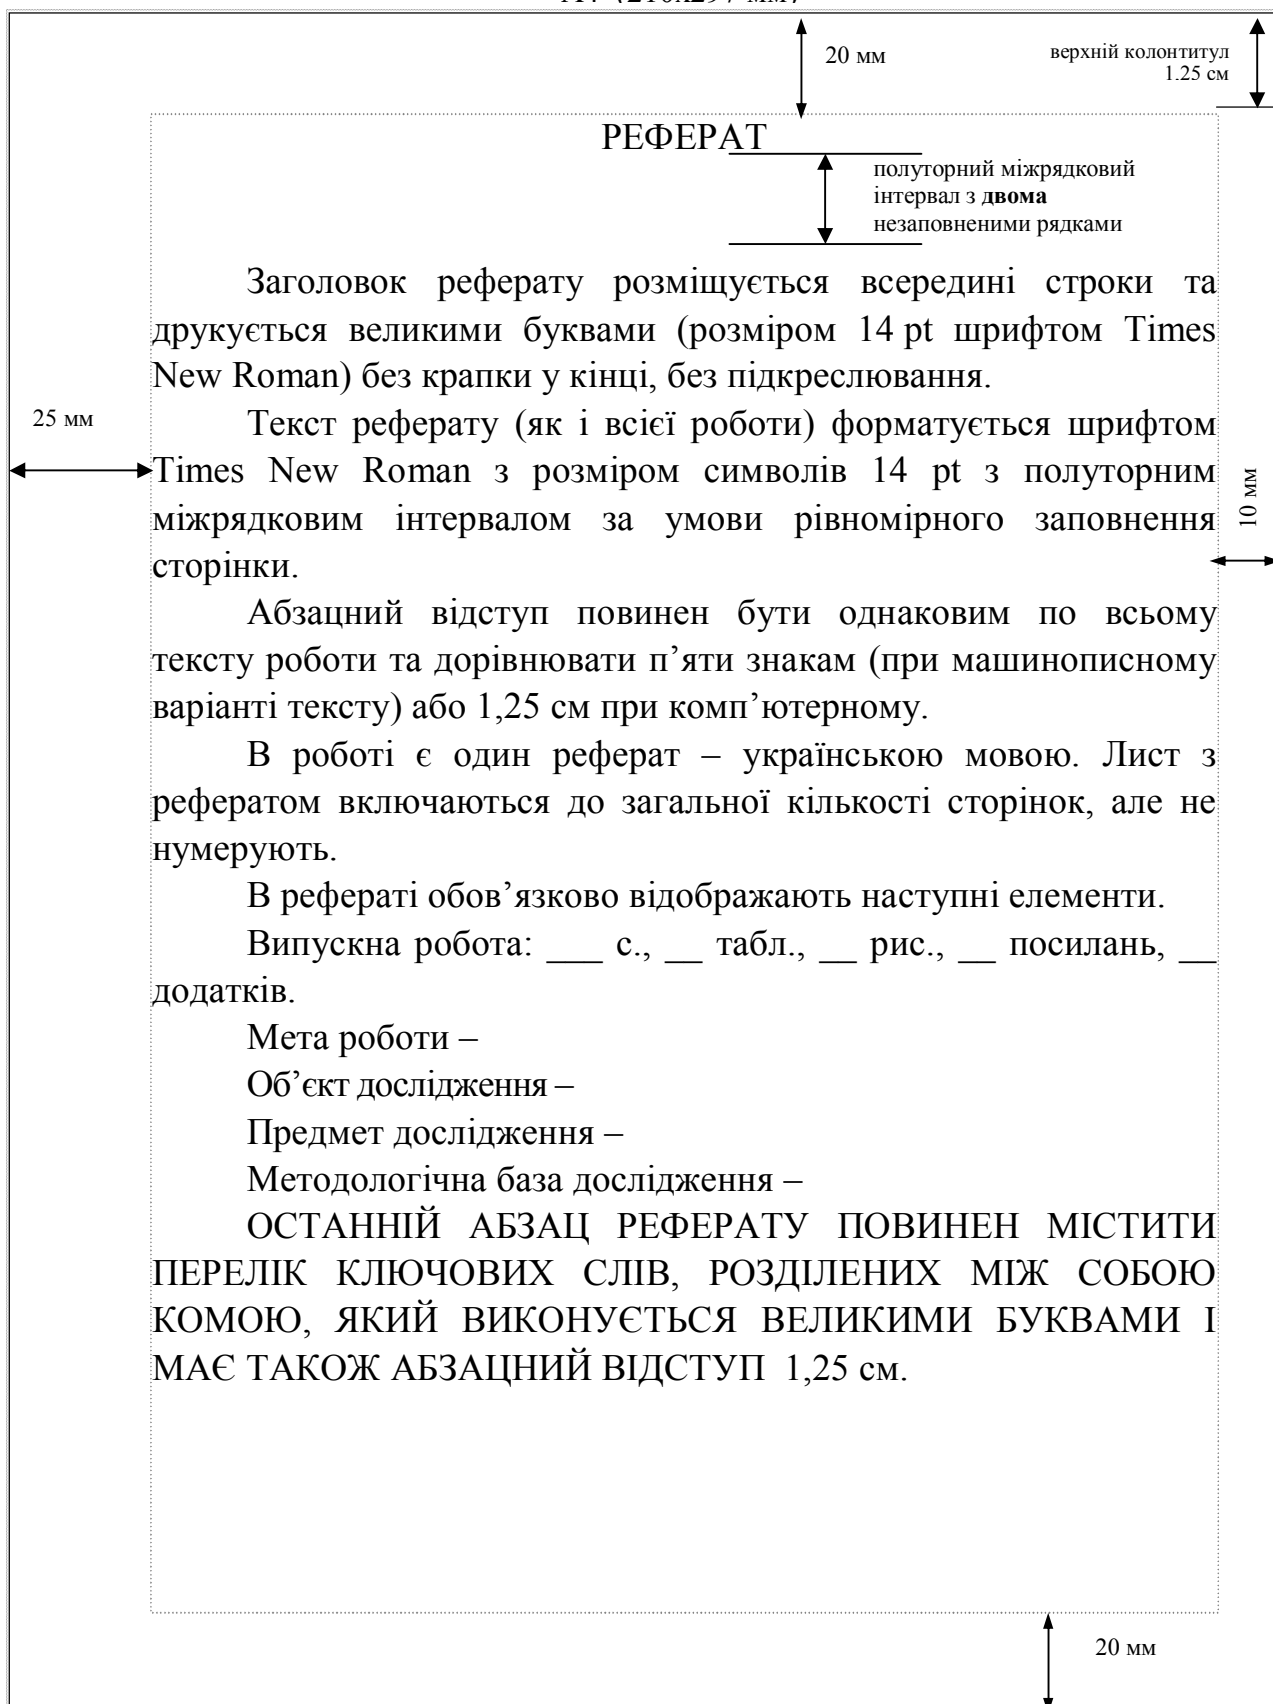 20 мм
верхній колонтитул
1.25 см
РЕФЕРАТ
полуторний міжрядковий
інтервал з двома
незаповненими рядками
Заголовок реферату розміщується всередині строки та
друкується великими буквами (розміром 14 pt шрифтом Times
New Roman) без крапки у кінці, без підкреслювання.
25 мм
Текст реферату (як і всієї роботи) форматується шрифтом
Times New Roman з розміром символів 14 pt з полуторним
міжрядковим інтервалом за умови рівномірного заповнення
сторінки.
10 мм
Абзацний відступ повинен бути однаковим по всьому
тексту роботи та дорівнювати п’яти знакам (при машинописному
варіанті тексту) або 1,25 см при комп’ютерному.
В роботі є один реферат – українською мовою. Лист з
рефератом включаються до загальної кількості сторінок, але не
нумерують.
В рефераті обов’язково відображають наступні елементи.
Випускна робота: ___ с., __ табл., __ рис., __ посилань, __
додатків.
Мета роботи –
Об’єкт дослідження –
Предмет дослідження –
Методологічна база дослідження –
ОСТАННІЙ АБЗАЦ РЕФЕРАТУ ПОВИНЕН МІСТИТИ
ПЕРЕЛІК КЛЮЧОВИХ СЛІВ, РОЗДІЛЕНИХ МІЖ СОБОЮ
КОМОЮ, ЯКИЙ ВИКОНУЄТЬСЯ ВЕЛИКИМИ БУКВАМИ І
МАЄ ТАКОЖ АБЗАЦНИЙ ВІДСТУП 1,25 см.
20 мм